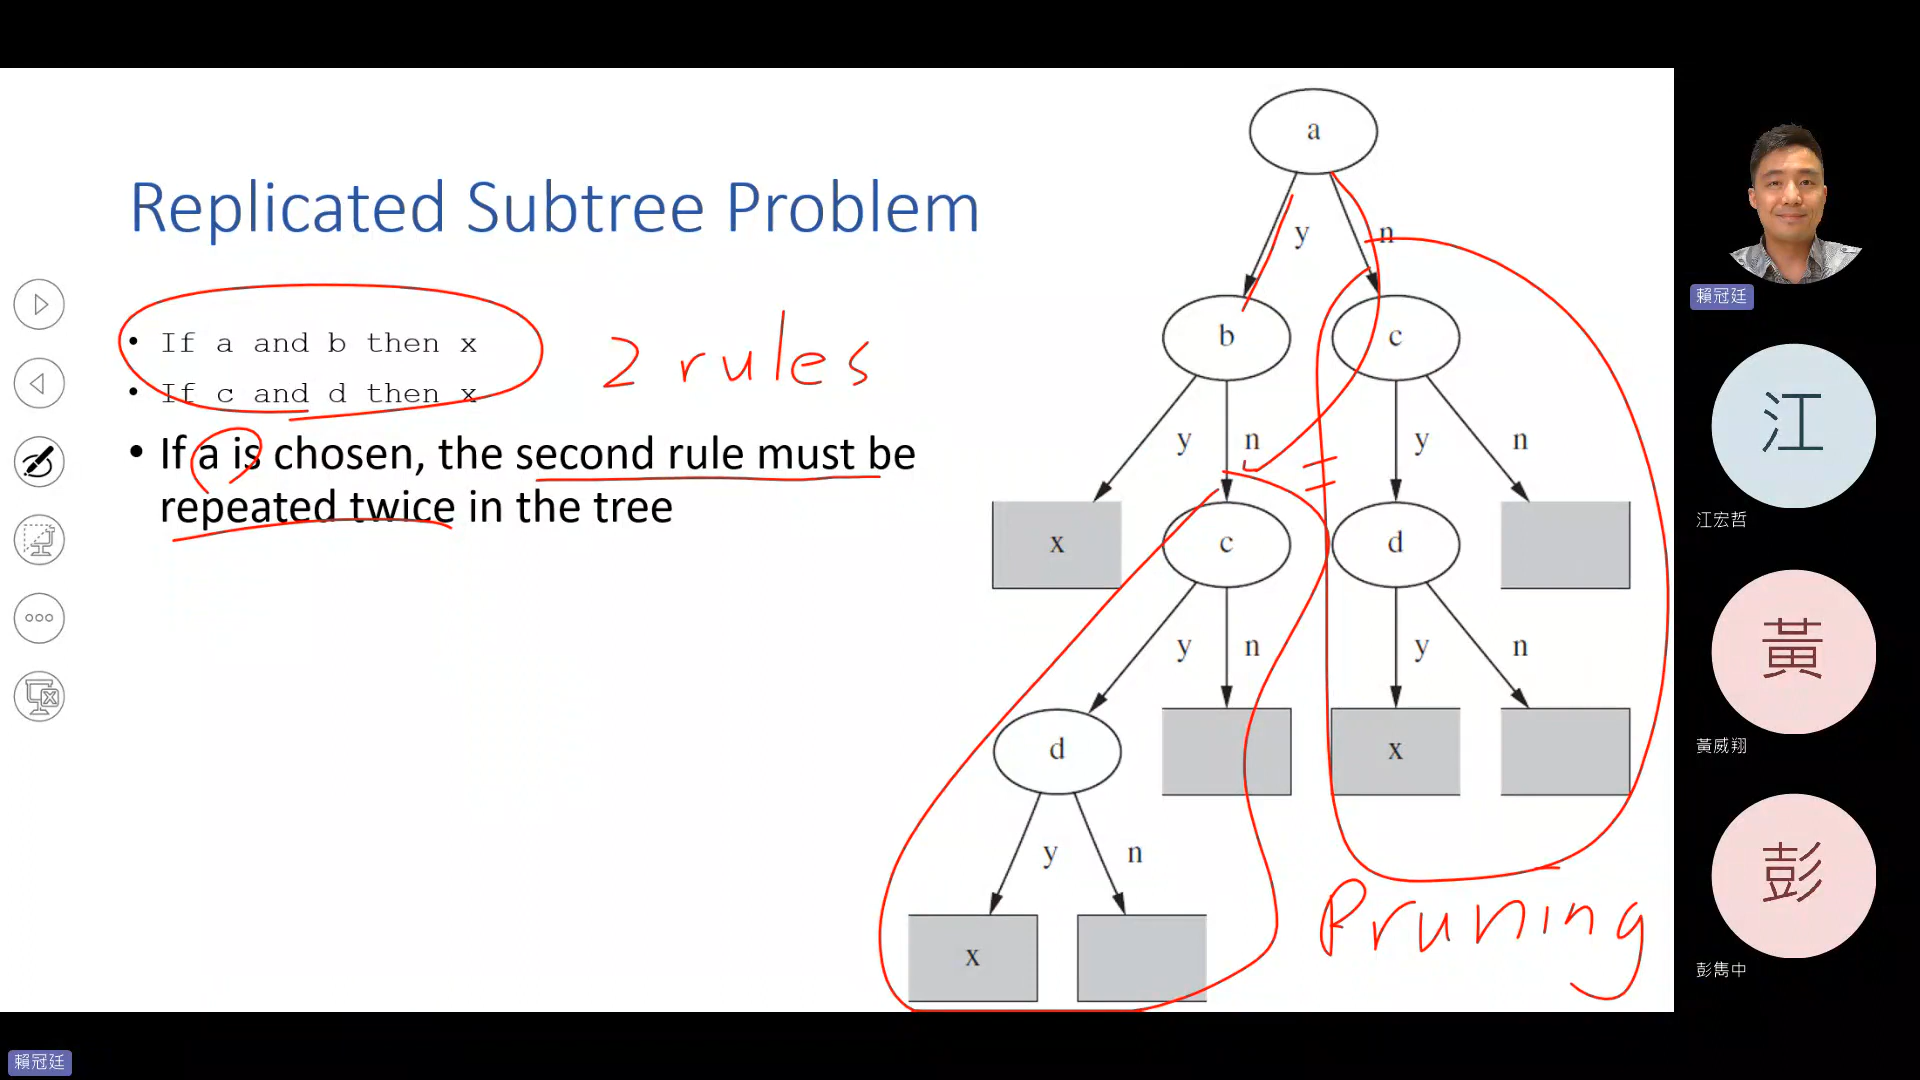 Replicated Subtree Problem
• If a and b then x
• If c and d then x
2 rules
• If a is chosen, the second rule must be
repeated twice in the tree
a
y n
b c
y n y n
x c d
y n y n
d x
y n
x
Pruning
賴冠廷
江
江宏哲
黃
黃威翔
彭
彭雋中
賴冠廷